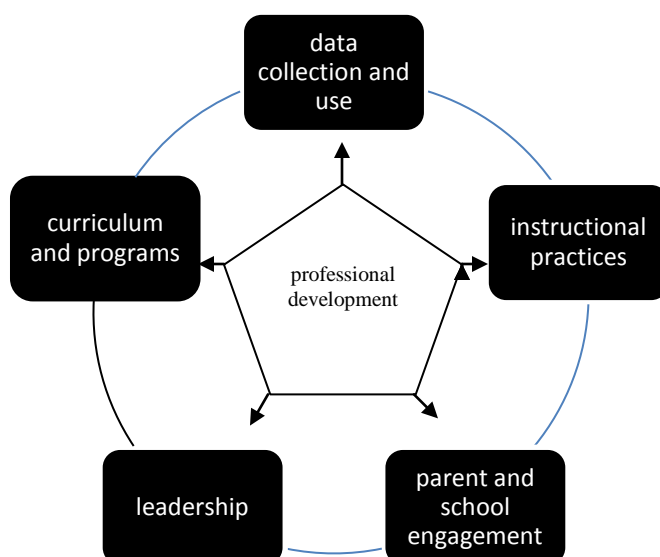 data
collection and
use
curriculum
and programs
instructional
practices
professional
development
leadership
parent and
school
engagement